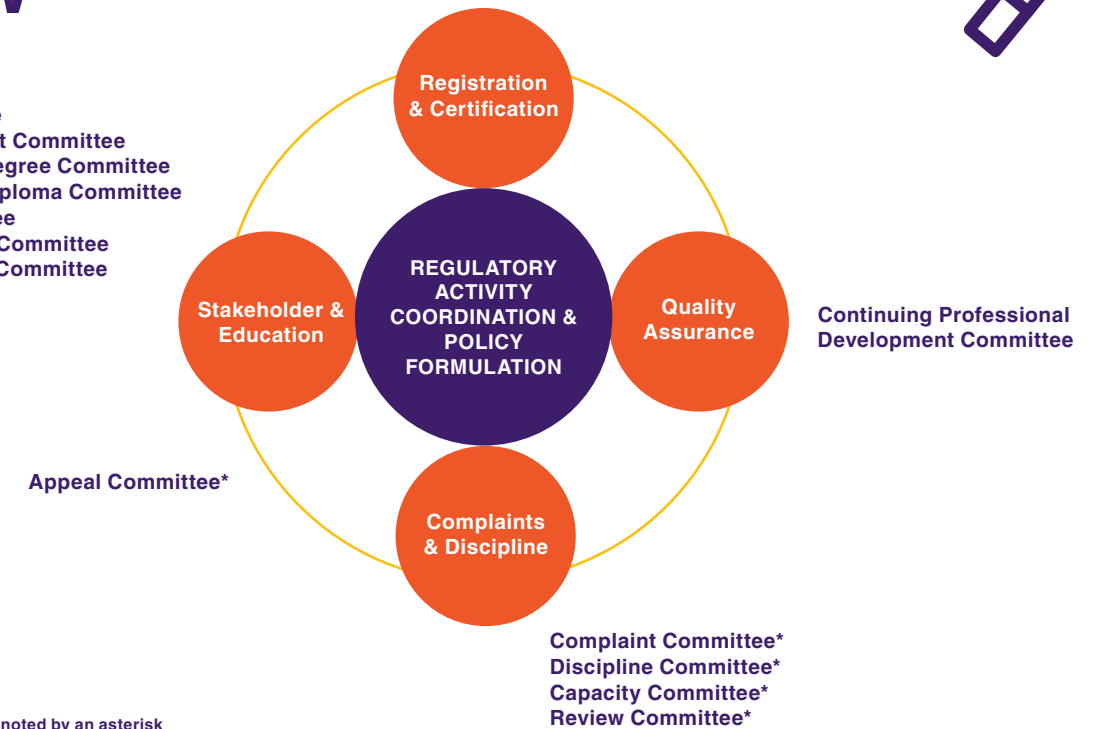 Registration
& Certification
t Committee
egree Committee
ploma Committee
ee
Committee
Committee
REGULATORY
ACTIVITY
COORDINATION &
POLICY
FORMULATION
Stakeholder &
Education
Quality
Assurance
Continuing Professional
Development Committee
Appeal Committee*
Complaints
& Discipline
Complaint Committee*
Discipline Committee*
Capacity Committee*
Review Committee*
noted by an asterisk